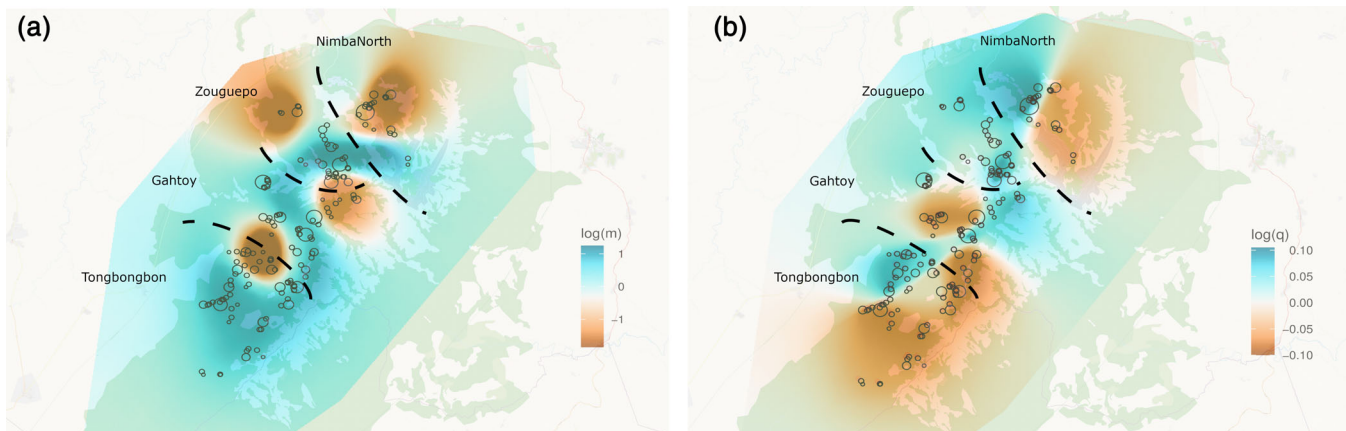 (a)
NimbaNorth
Zouguepo
Gahtoy
Tongbongbon
log(m)
1
0
−1
(b)
NimbaNorth
Zouguepo
Gahtoy
Tongbongbon
log(q)
0.10
0.05
0.00
−0.05
−0.10